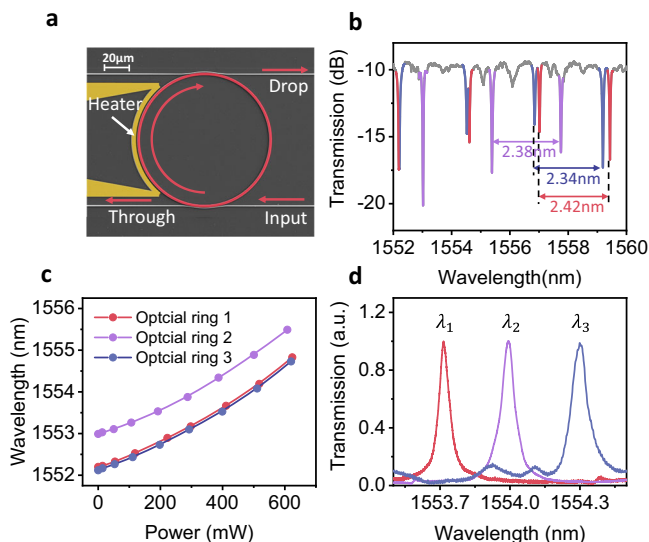 a
20μm
Drop
Heater
Through
Input
b
Transmission (dB)
-10
-15
-20
2.38nm
2.34nm
2.42nm
1552 1554 1556 1558 1560
Wavelength(nm)
c
Wavelength (nm)
1556
1555
1554
1553
1552
Optcial ring 1
Optcial ring 2
Optcial ring 3
0 200 400 600
Power (mW)
d
Transmission (a.u.)
1.2
0.8
0.4
0.0
λ1 λ2 λ3
1553.7 1554.0 1554.3
Wavelength (nm)